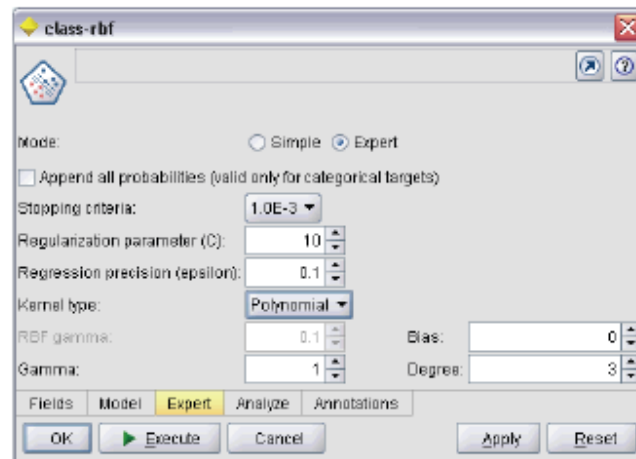 class-rbf
Mode: Simple Expert
Append all probabilities (valid only for categorical targets)
Stopping criteria: 1.0E-3
Regularization parameter (C): 10
Regression precision (epsilon): 0.1
Kernel type: Polynomial
RBF gamma: 0.1 Bias: 0
Gamma: 1 Degree: 3
Fields Model Expert Analyze Annotations
OK Execute Cancel Apply Reset